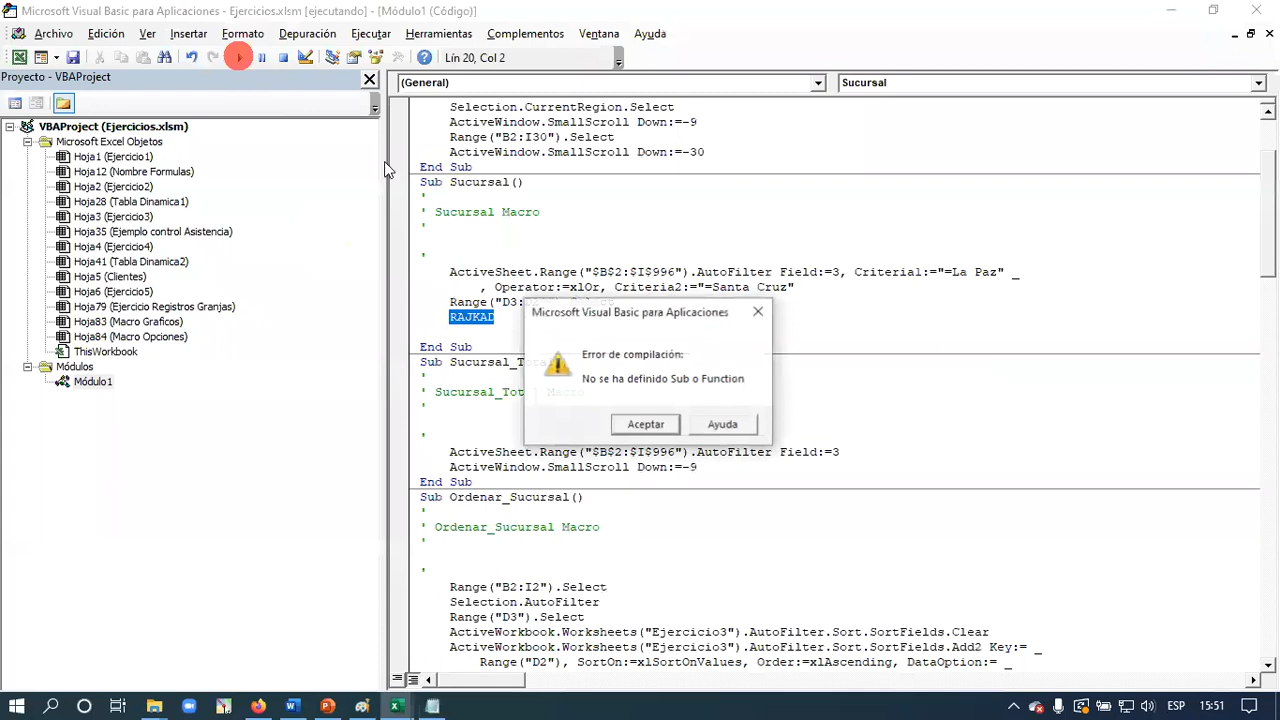 Microsoft Visual Basic para Aplicaciones - Ejercicios.xlsm [ejecutando] - [Módulo1 (Código)]
Archivo Edición Ver Insertar Formato Depuración Ejecutar Herramientas Complementos Ventana Ayuda
Lín 20, Col 2
Proyecto - VBAProject
(General)
Sucursal
VBAProject (Ejercicios.xlsm)
Microsoft Excel Objetos
Hoja1 (Ejercicio1)
Hoja12 (Nombre Formulas)
Hoja2 (Ejercicio2)
Hoja28 (Tabla Dinamica1)
Hoja3 (Ejercicio3)
Hoja35 (Ejemplo control Asistencia)
Hoja4 (Ejercicio4)
Hoja41 (Tabla Dinamica2)
Hoja5 (Clientes)
Hoja6 (Ejercicio5)
Hoja79 (Ejercicio Registros Granjas)
Hoja83 (Macro Graficos)
Hoja84 (Macro Opciones)
ThisWorkbook
Módulos
Módulo1
Selection.CurrentRegion.Select
ActiveWindow.SmallScroll Down:=-9
Range("B2:I30").Select
ActiveWindow.SmallScroll Down:=-30
End Sub
Sub Sucursal()
'
' Sucursal Macro
'
'
ActiveSheet.Range("$B$2:$I$996").AutoFilter Field:=3, Criteria1:="=La Paz" _
, Operator:=xlOr, Criteria2:="=Santa Cruz"
Range("D3:
RAJKAD
End Sub
Sub Sucursal_Tota
'
' Sucursal_Tot
'
'
ActiveSheet.Range("$B$2:$I$996").AutoFilter Field:=3
ActiveWindow.SmallScroll Down:=-9
End Sub
Sub Ordenar_Sucursal()
'
' Ordenar_Sucursal Macro
'
'
Range("B2:I2").Select
Selection.AutoFilter
Range("D3").Select
ActiveWorkbook.Worksheets("Ejercicio3").AutoFilter.Sort.SortFields.Clear
ActiveWorkbook.Worksheets("Ejercicio3").AutoFilter.Sort.SortFields.Add2 Key:= _
Range("D2"), SortOn:=xlSortOnValues, Order:=xlAscending, DataOption:= _
Microsoft Visual Basic para Aplicaciones
Error de compilación:
No se ha definido Sub o Function
Aceptar Ayuda
ESP 15:51